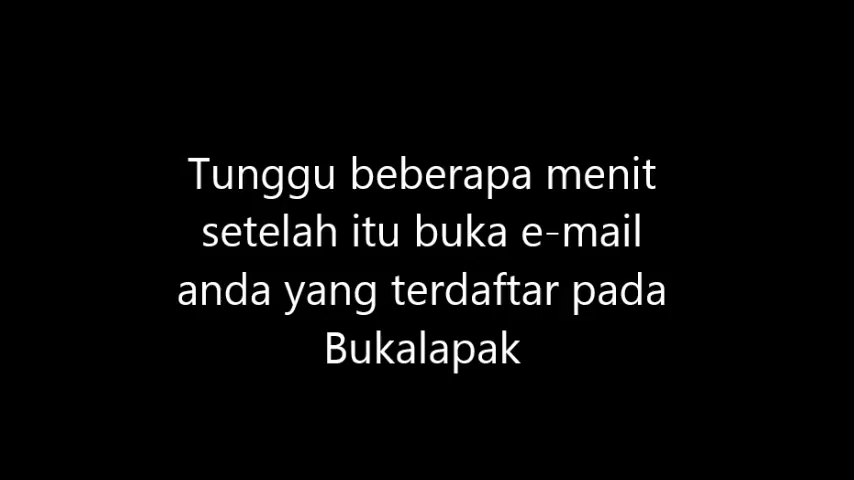 Tunggu beberapa menit
setelah itu buka e-mail
anda yang terdaftar pada
Bukalapak